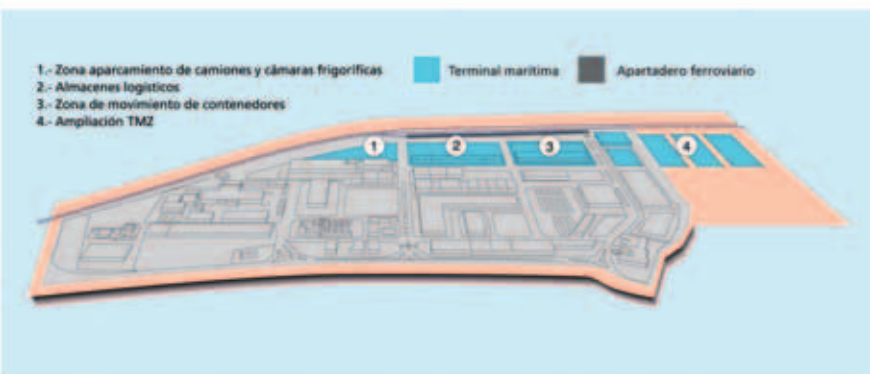 1.- Zona aparcamiento de camiones y cámaras frigoríficas
2.- Almacenes logísticos
3.- Zona de movimiento de contenedores
4.- Ampliación TMZ
Terminal marítima
Apartadero ferroviario
1
2
3
4